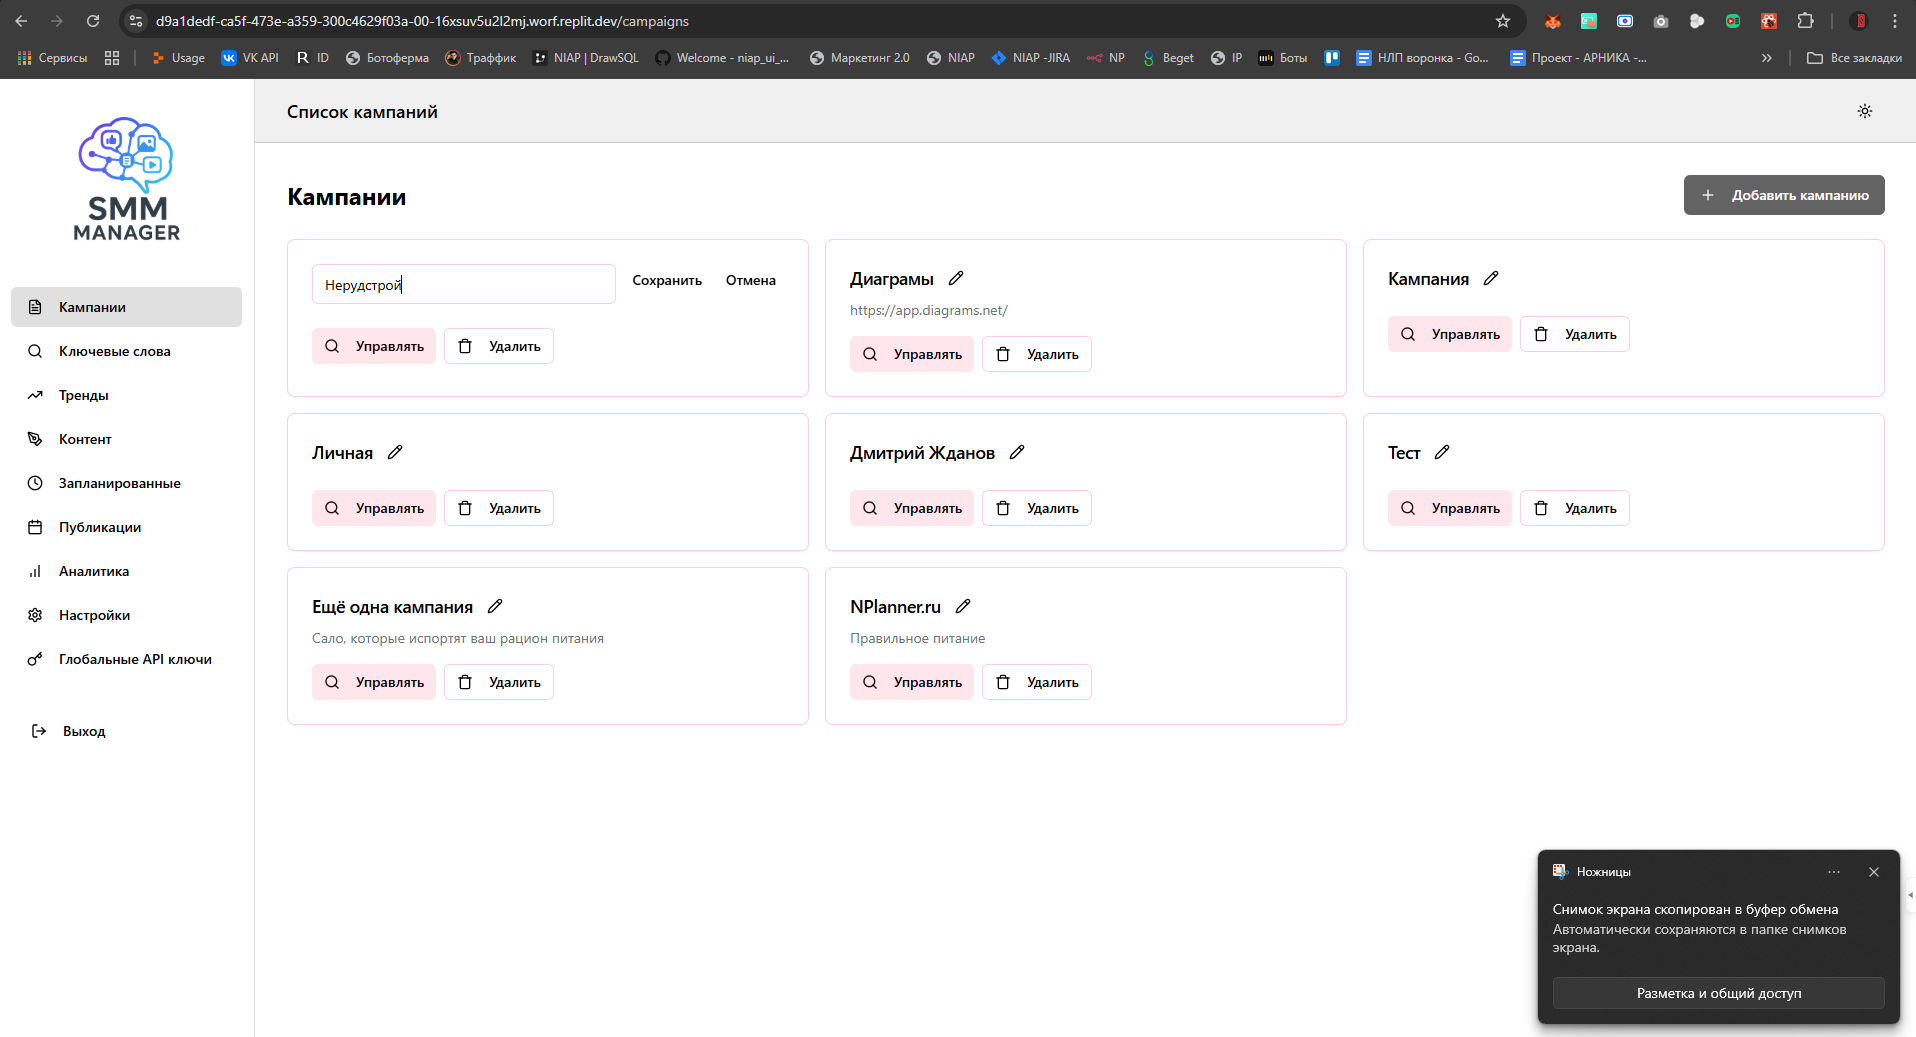 d9a1dedf-ca5f-473e-a359-300c4629f03a-00-16xsuv5u2l2mj.worf.replit.dev/campaigns
Сервисы Usage VK API ID Ботоферма Траффик NIAP | DrawSQL Welcome - niap_ui_... Маркетинг 2.0 NIAP NIAP -JIRA NP Beget IP Боты НЛП воронка - Go... Проект - АРНИКА -... » Все закладки
SMM
MANAGER
Кампании
Ключевые слова
Тренды
Контент
Запланированные
Публикации
Аналитика
Настройки
Глобальные API ключи
Выход
Список кампаний
Кампании
+ Добавить кампанию
Нерудстрой Сохранить Отмена
Управлять Удалить
Диаграмы
https://app.diagrams.net/
Управлять Удалить
Кампания
Управлять Удалить
Личная
Управлять Удалить
Дмитрий Жданов
Управлять Удалить
Тест
Управлять Удалить
Ещё одна кампания
Сало, которые испортят ваш рацион питания
Управлять Удалить
NPlanner.ru
Правильное питание
Управлять Удалить
Ножницы
Снимок экрана скопирован в буфер обмена
Автоматически сохраняются в папке снимков
экрана.
Разметка и общий доступ